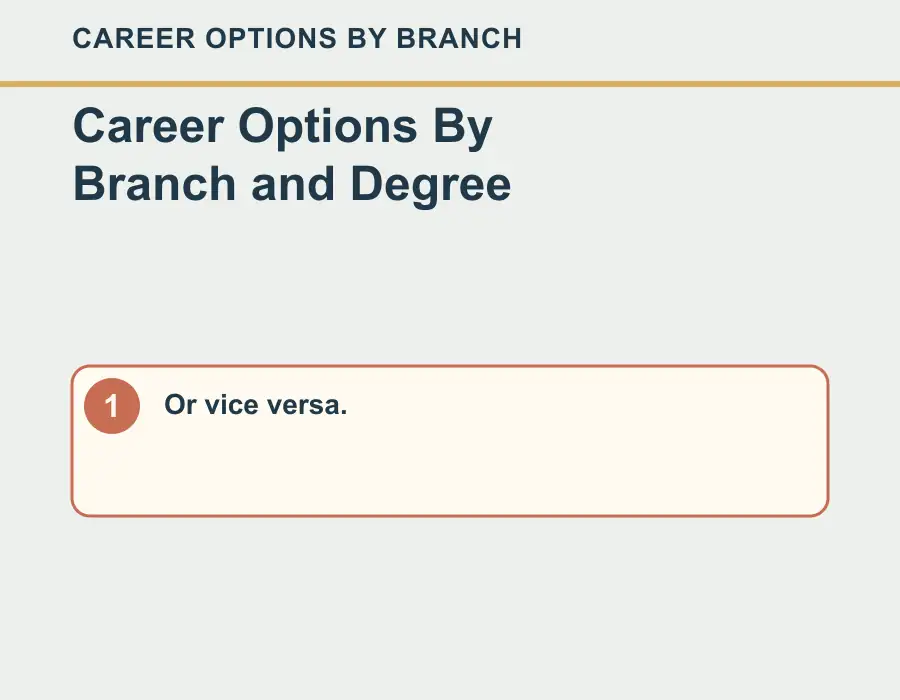 CAREER OPTIONS BY BRANCH
Career Options By
Branch and Degree
1 Or vice versa.